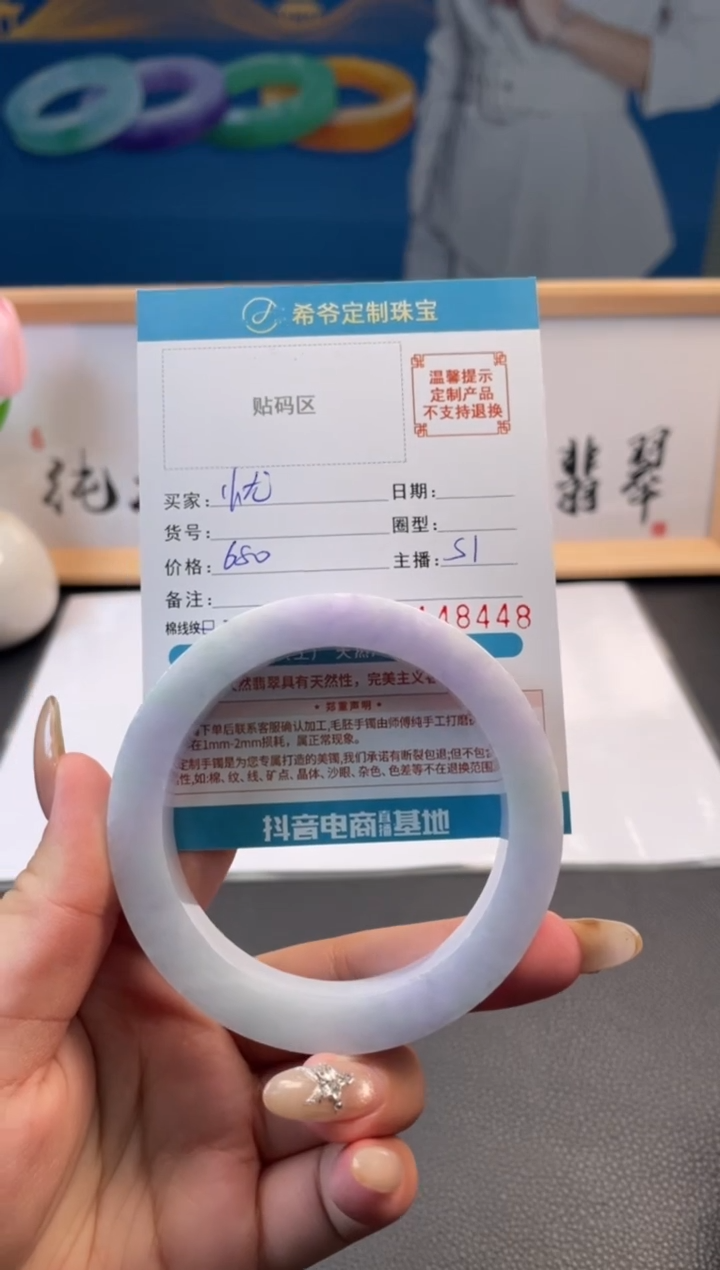 希爷定制珠宝
贴码区
温馨提示
定制产品
不支持退换
纯
翡翠
买家：小尤
日期：
货号：
圈型：
价格：650
主播：51
备注：
棉线纹
48448
天然
然翡翠具有天然性，完美主义
郑重声明
下单后联系客服确认加工，毛胚手镯由师傅纯手工打磨
在1mm-2mm损耗，属正常现象。
定制手镯是为您专属打造的美镯，我们承诺有断裂包退；但不包
性，如：棉、纹、线、矿点、晶体、沙眼、杂色、色差等不在退换范围
抖音电商直播基地